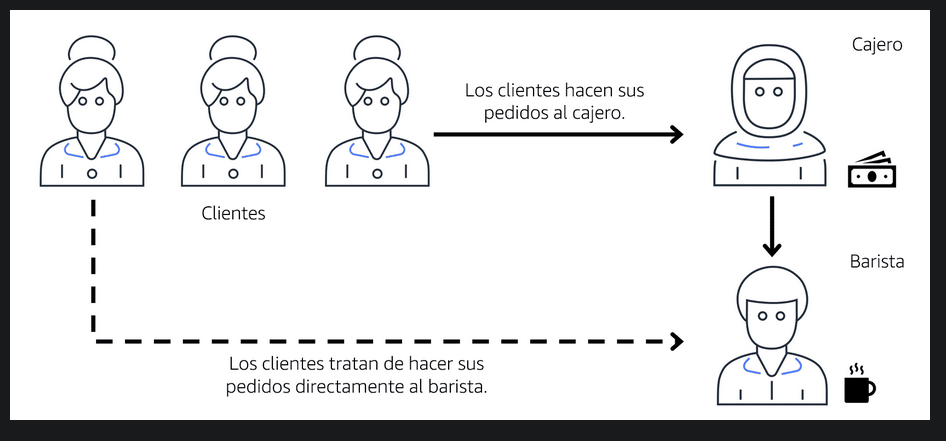 Cajero
Los clientes hacen sus
pedidos al cajero.
Clientes
Barista
Los clientes tratan de hacer sus
pedidos directamente al barista.